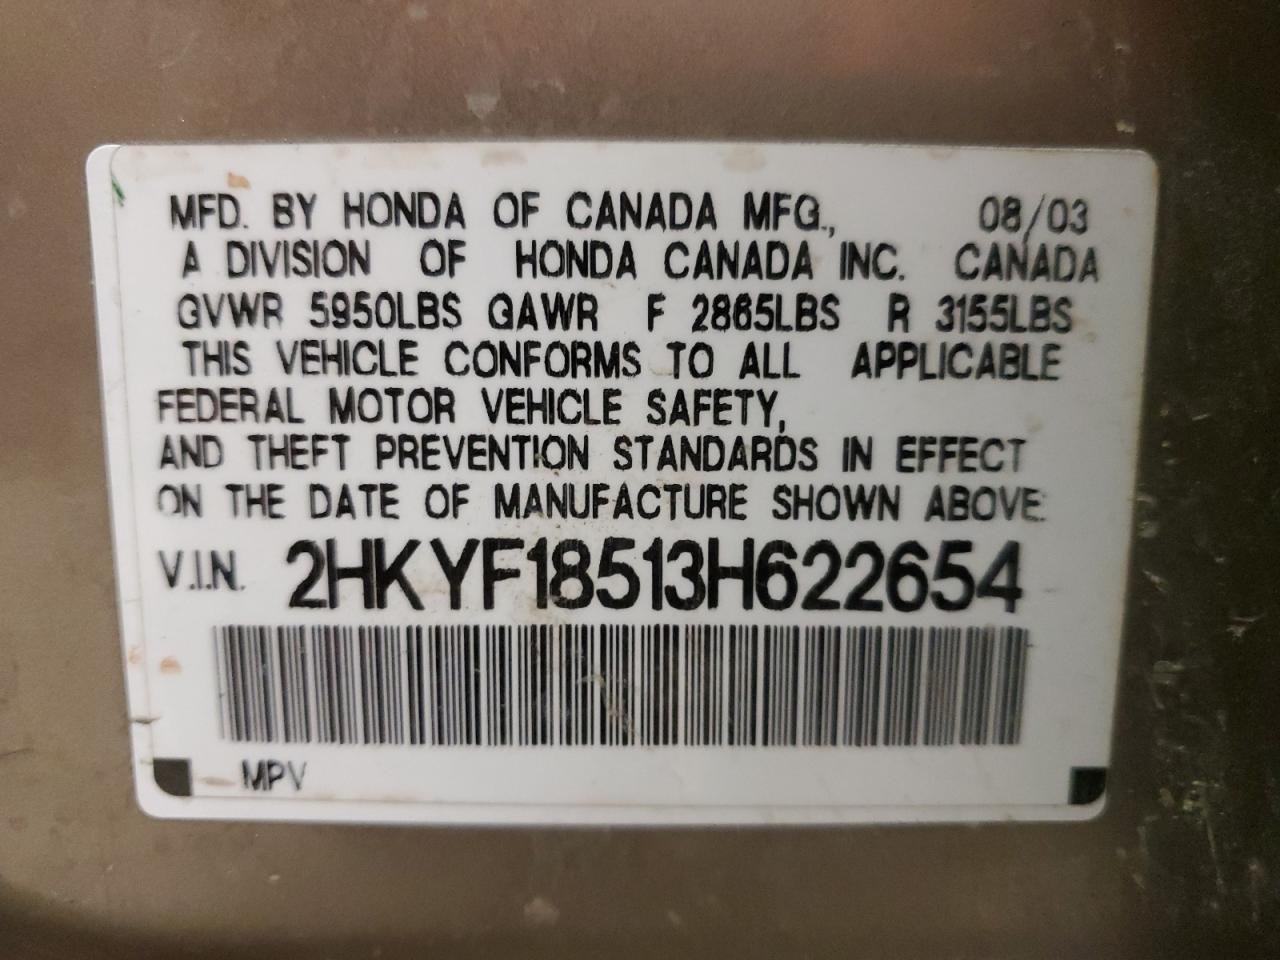 MFD. BY HONDA OF CANADA MFG., 08/03
A DIVISION OF HONDA CANADA INC. CANADA
GVWR 5950LBS GAWR F 2865LBS R 3155LBS
THIS VEHICLE CONFORMS TO ALL APPLICABLE
FEDERAL MOTOR VEHICLE SAFETY,
AND THEFT PREVENTION STANDARDS IN EFFECT
ON THE DATE OF MANUFACTURE SHOWN ABOVE.
V.I.N. 2HKYF18513H622654
MPV